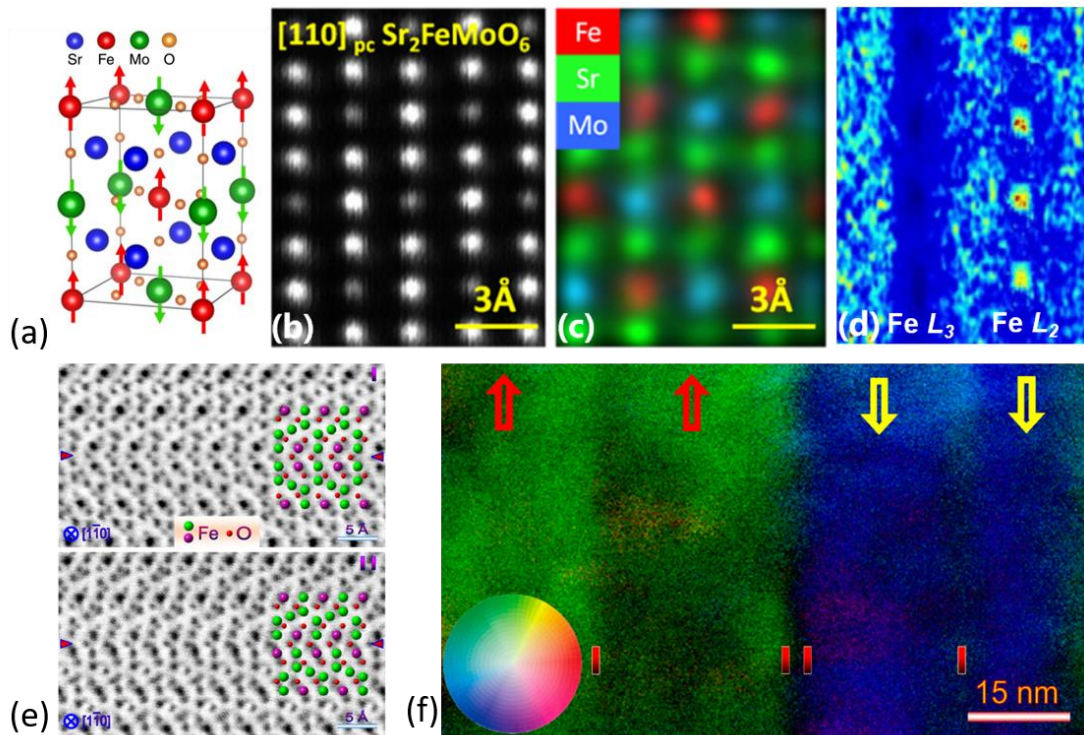 Sr Fe Mo O
(a)
[110]pc Sr2FeMoO6
3Å
(b)
Fe
Sr
Mo
3Å
(c)
(d)
Fe L3 Fe L2
(e)
I
[11̅0]
Fe O
5 Å
II
[11̅0]
5 Å
(f)
15 nm